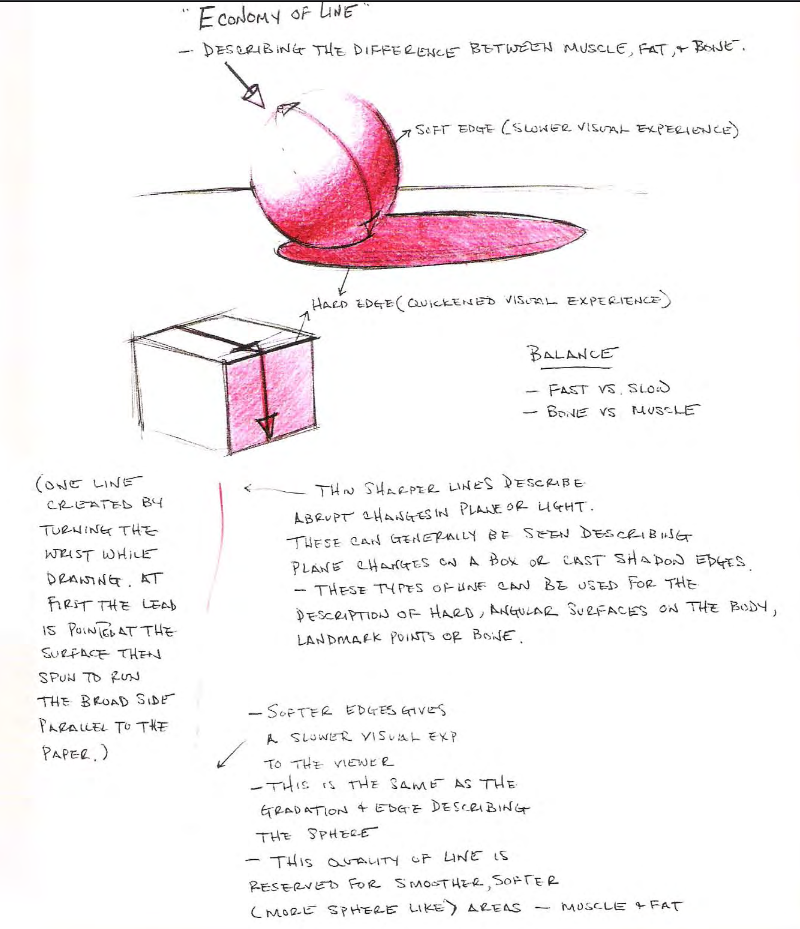 "ECONOMY OF LINE"
- DESCRIBING THE DIFFERENCE BETWEEN MUSCLE, FAT, + BONE.
SOFT EDGE (SLOWER VISUAL EXPERIENCE)
HARD EDGE (QUICKENED VISUAL EXPERIENCE)
BALANCE
- FAST VS. SLOW
- BONE VS MUSCLE
(ONE LINE
CREATED BY
TURNING THE
WRIST WHILE
DRAWING. AT
FIRST THE LEAD
IS POINTED AT THE
SURFACE THEN
SPUN TO RUN
THE BROAD SIDE
PARALLEL TO THE
PAPER.)
- THIN SHARPER LINES DESCRIBE
ABRUPT CHANGES IN PLANE OR LIGHT.
THESE CAN GENERALLY BE SEEN DESCRIBING
PLANE CHANGES ON A BOX OR CAST SHADOW EDGES.
- THESE TYPES OF LINE CAN BE USED FOR THE
DESCRIPTION OF HARD, ANGULAR SURFACES ON THE BODY,
LANDMARK POINTS OR BONE.
- SOFTER EDGES GIVES
A SLOWER VISUAL EXP
TO THE VIEWER
- THIS IS THE SAME AS THE
GRADATION + EDGE DESCRIBING
THE SPHERE
- THIS QUALITY OF LINE IS
RESERVED FOR SMOOTHER, SOFTER
(MORE SPHERE LIKE) AREAS - MUSCLE + FAT